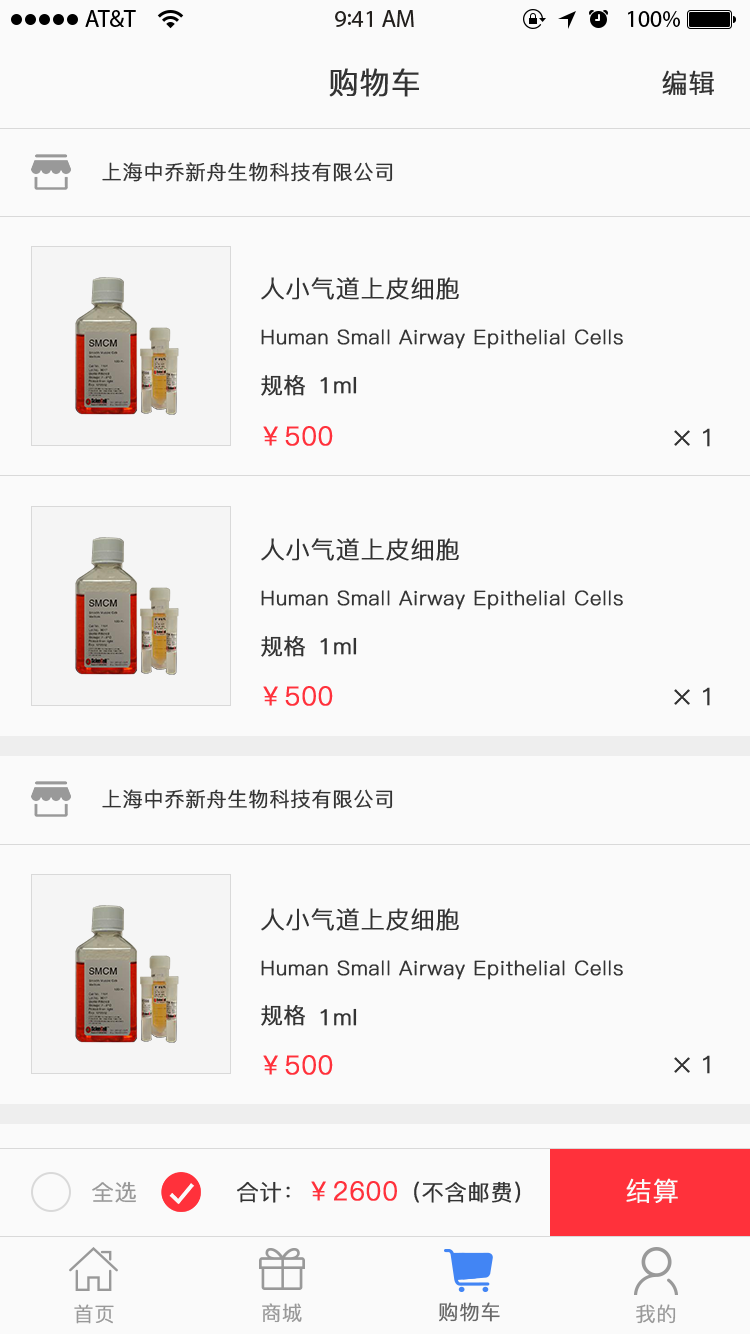 AT&T 9:41 AM 100%
购物车 编辑
上海中乔新舟生物科技有限公司
SMCM
人小气道上皮细胞
Human Small Airway Epithelial Cells
规格 1ml
¥500 × 1
SMCM
人小气道上皮细胞
Human Small Airway Epithelial Cells
规格 1ml
¥500 × 1
上海中乔新舟生物科技有限公司
SMCM
人小气道上皮细胞
Human Small Airway Epithelial Cells
规格 1ml
¥500 × 1
全选 合计：¥2600（不含邮费） 结算
首页 商城 购物车 我的